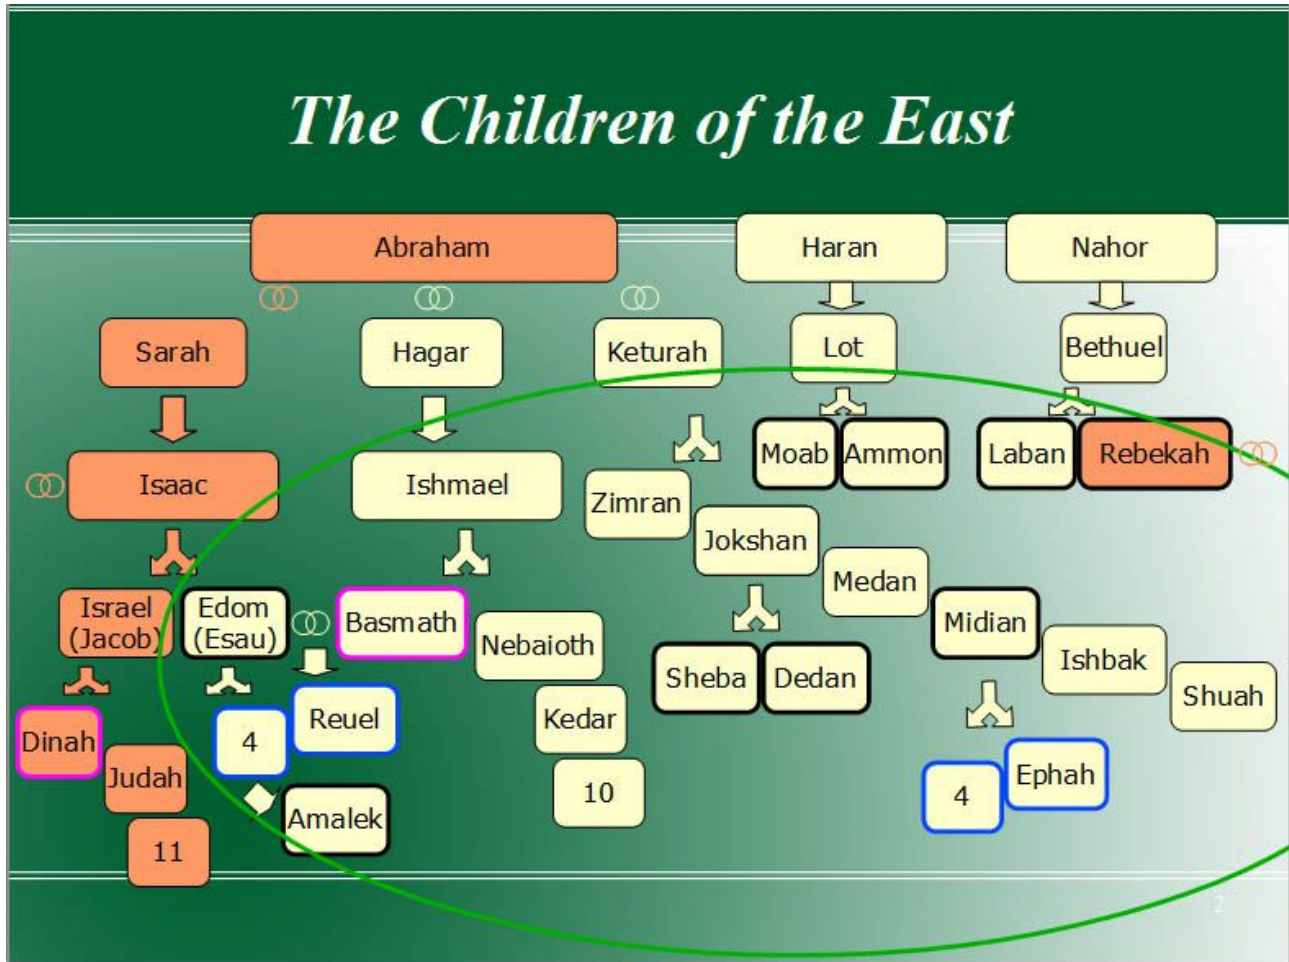 The Children of the East
Abraham
Haran
Nahor
Sarah
Hagar
Keturah
Lot
Bethuel
Moab
Ammon
Laban
Rebekah
Isaac
Ishmael
Zimran
Jokshan
Medan
Israel
(Jacob)
Edom
(Esau)
Basmath
Nebaioth
Midian
Ishbak
Shuah
Sheba
Dedan
Dinah
Judah
11
4
Reuel
Amalek
Kedar
10
4
Ephah
2